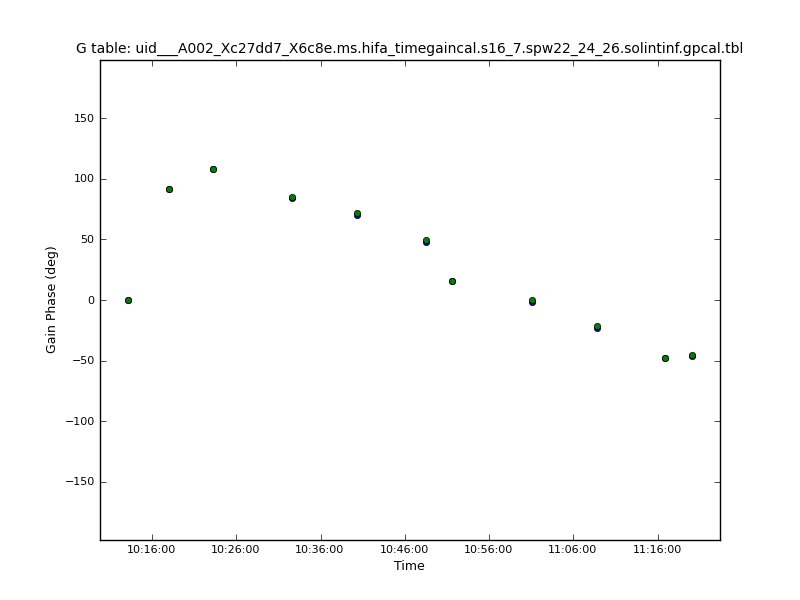 G table: uid___A002_Xc27dd7_X6c8e.ms.hifa_timegaincal.s16_7.spw22_24_26.solintinf.gpcal.tbl
150
100
50
0
−50
−100
−150
Gain Phase (deg)
10:16:00 10:26:00 10:36:00 10:46:00 10:56:00 11:06:00 11:16:00
Time